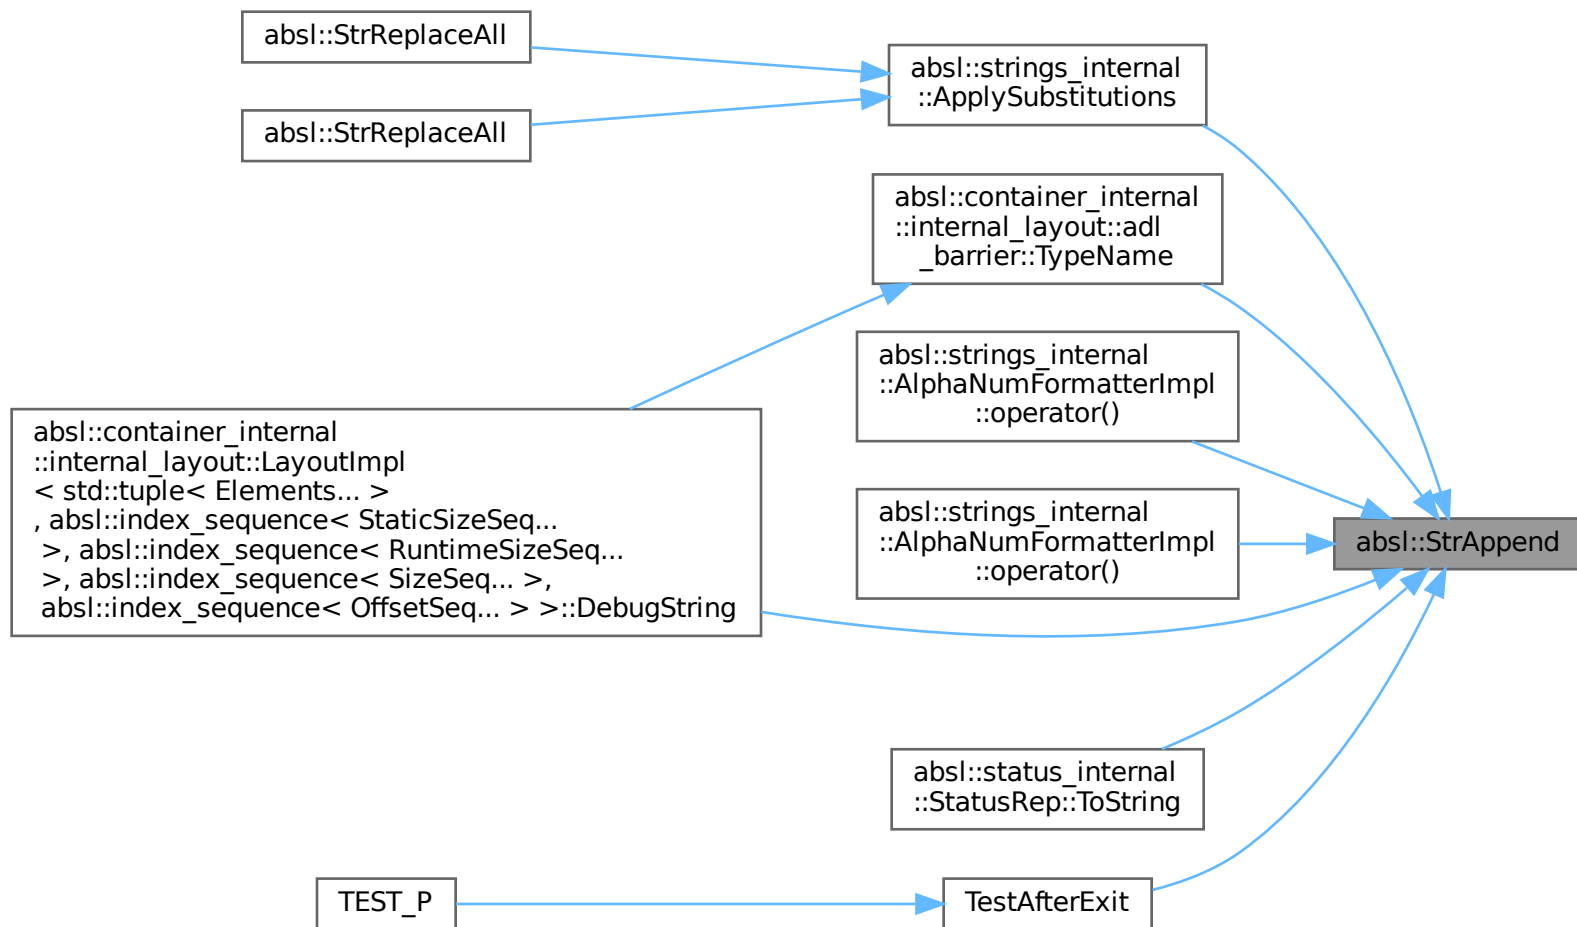 absl::StrReplaceAll
absl::StrReplaceAll
absl::strings_internal
::ApplySubstitutions
absl::container_internal
::internal_layout::adl
_barrier::TypeName
absl::strings_internal
::AlphaNumFormatterImpl
::operator()
absl::container_internal
::internal_layout::LayoutImpl
< std::tuple< Elements... >
, absl::index_sequence< StaticSizeSeq...
>, absl::index_sequence< RuntimeSizeSeq...
>, absl::index_sequence< SizeSeq... >,
absl::index_sequence< OffsetSeq... > >::DebugString
absl::strings_internal
::AlphaNumFormatterImpl
::operator()
absl::StrAppend
absl::status_internal
::StatusRep::ToString
TEST_P
TestAfterExit